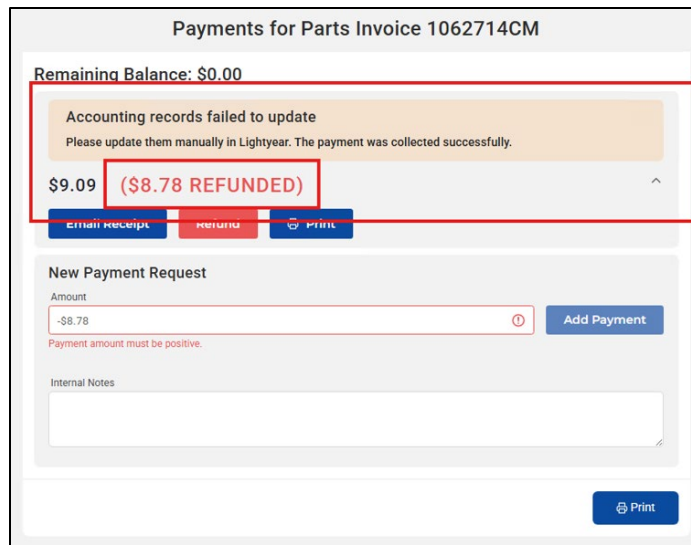 Payments for Parts Invoice 1062714CM
Remaining Balance: $0.00
Accounting records failed to update
Please update them manually in Lightyear. The payment was collected successfully.
$9.09 ($8.78 REFUNDED)
Email Receipt Refund Print
New Payment Request
Amount
-$8.78 Add Payment
Payment amount must be positive.
Internal Notes
Print